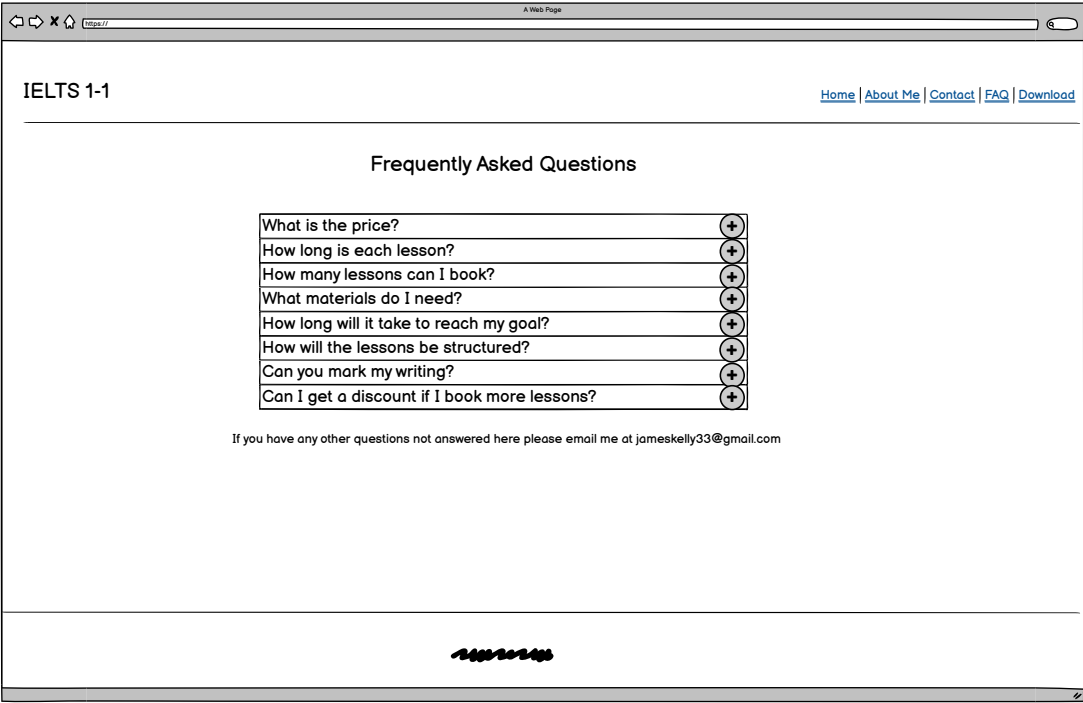 A Web Page
https://
IELTS 1-1
Home | About Me | Contact | FAQ | Download
Frequently Asked Questions
What is the price?
How long is each lesson?
How many lessons can I book?
What materials do I need?
How long will it take to reach my goal?
How will the lessons be structured?
Can you mark my writing?
Can I get a discount if I book more lessons?
If you have any other questions not answered here please email me at jameskelly33@gmail.com